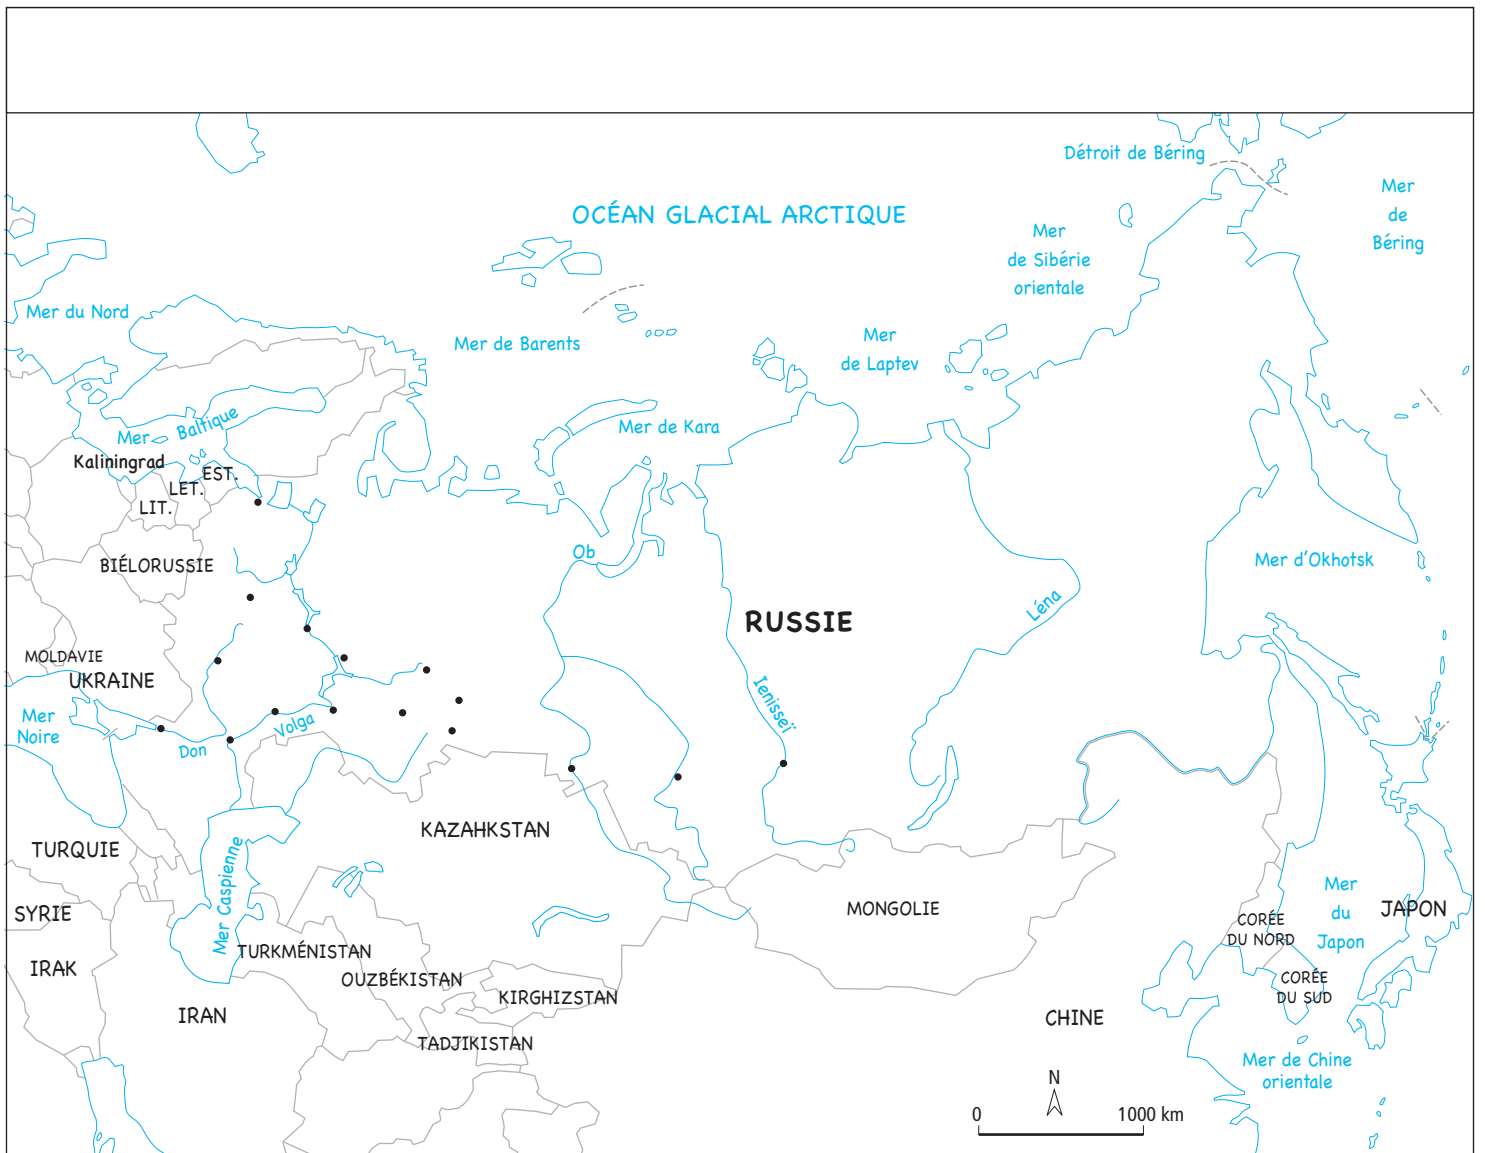 Détroit de Béring
Mer
de
Béring
OCÉAN GLACIAL ARCTIQUE
Mer
de Sibérie
orientale
Mer du Nord
Mer de Barents
Mer
de Laptev
Mer de Kara
Mer Baltique
Kaliningrad
EST.
LET.
LIT.
BIÉLORUSSIE
Ob
Mer d'Okhotsk
Léna
RUSSIE
MOLDAVIE
UKRAINE
Ienisseï
Mer
Noire
Don
Volga
KAZAHKSTAN
TURQUIE
Mer Caspienne
Mer
du
Japon
JAPON
MONGOLIE
SYRIE
CORÉE
DU NORD
TURKMÉNISTAN
IRAK
OUZBÉKISTAN
CORÉE
DU SUD
KIRGHIZSTAN
IRAN
CHINE
TADJIKISTAN
Mer de Chine
orientale
N
0
1000 km